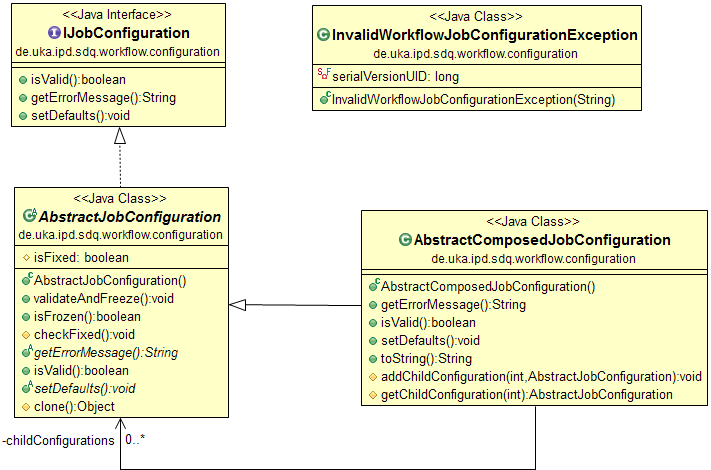 <<Java Interface>>
IJobConfiguration
de.uka.ipd.sdq.workflow.configuration
isValid():boolean
getErrorMessage():String
setDefaults():void
<<Java Class>>
InvalidWorkflowJobConfigurationException
de.uka.ipd.sdq.workflow.configuration
serialVersionUID: long
InvalidWorkflowJobConfigurationException(String)
<<Java Class>>
AbstractJobConfiguration
de.uka.ipd.sdq.workflow.configuration
isFixed: boolean
AbstractJobConfiguration()
validateAndFreeze():void
isFrozen():boolean
checkFixed():void
getErrorMessage():String
isValid():boolean
setDefaults():void
clone():Object
<<Java Class>>
AbstractComposedJobConfiguration
de.uka.ipd.sdq.workflow.configuration
AbstractComposedJobConfiguration()
getErrorMessage():String
isValid():boolean
setDefaults():void
toString():String
addChildConfiguration(int,AbstractJobConfiguration):void
getChildConfiguration(int):AbstractJobConfiguration
-childConfigurations 0..*